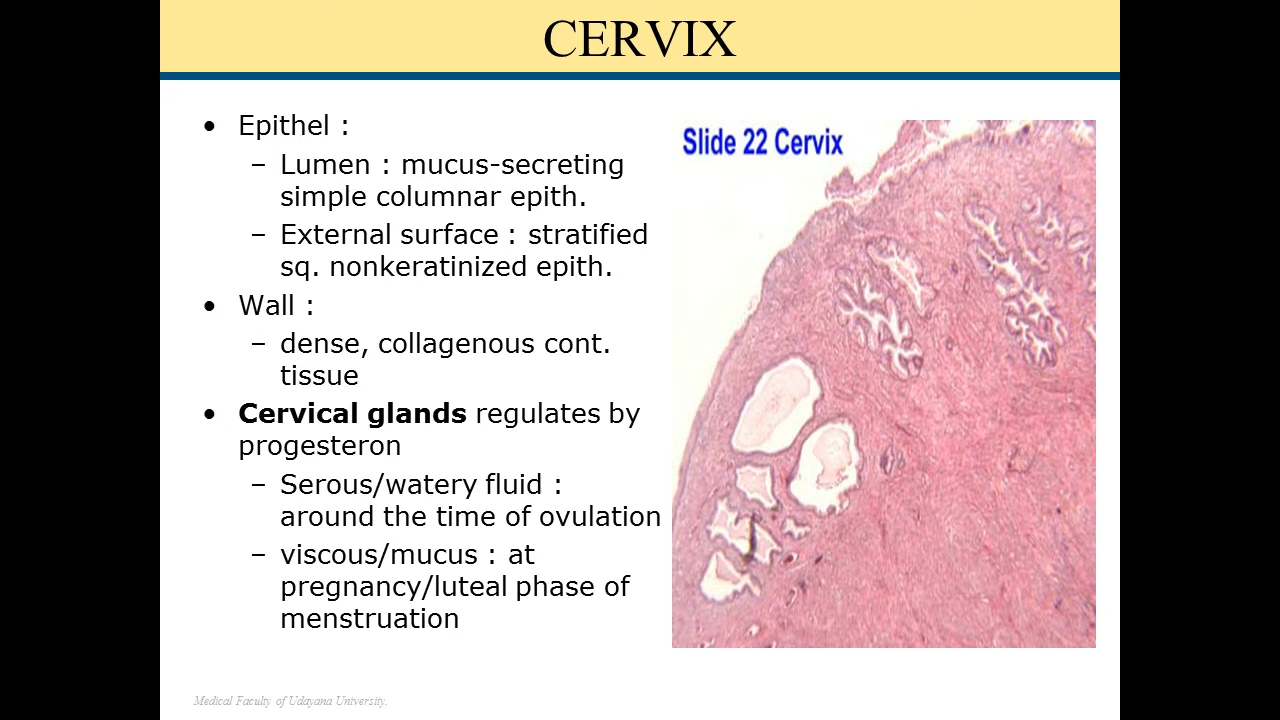 CERVIX
• Epithel :
– Lumen : mucus-secreting
simple columnar epith.
– External surface : stratified
sq. nonkeratinized epith.
• Wall :
– dense, collagenous cont.
tissue
• Cervical glands regulates by
progesteron
– Serous/watery fluid :
around the time of ovulation
– viscous/mucus : at
pregnancy/luteal phase of
menstruation
Slide 22 Cervix
Medical Faculty of Udayana University.